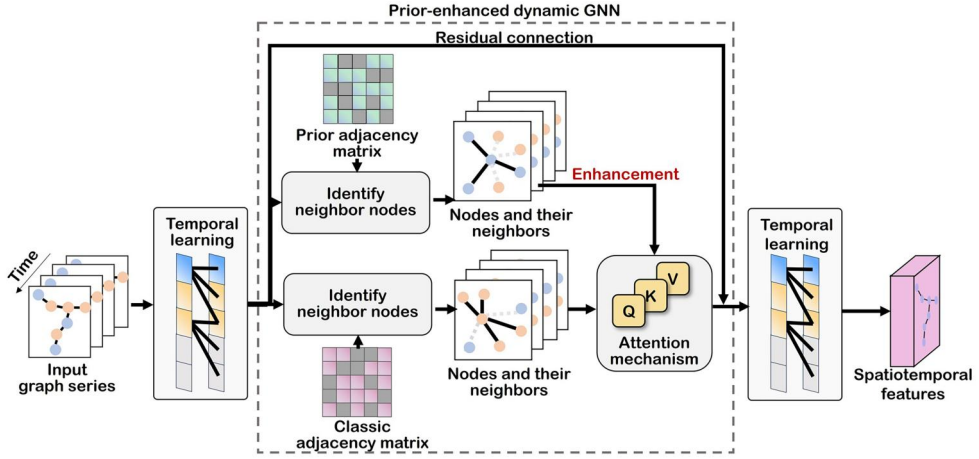 Prior-enhanced dynamic GNN
Residual connection
Prior adjacency
matrix
Identify
neighbor nodes
Nodes and their
neighbors
Enhancement
Temporal
learning
Time
Input
graph series
Identify
neighbor nodes
Classic
adjacency matrix
Nodes and their
neighbors
Q
K
V
Attention
mechanism
Temporal
learning
Spatiotemporal
features